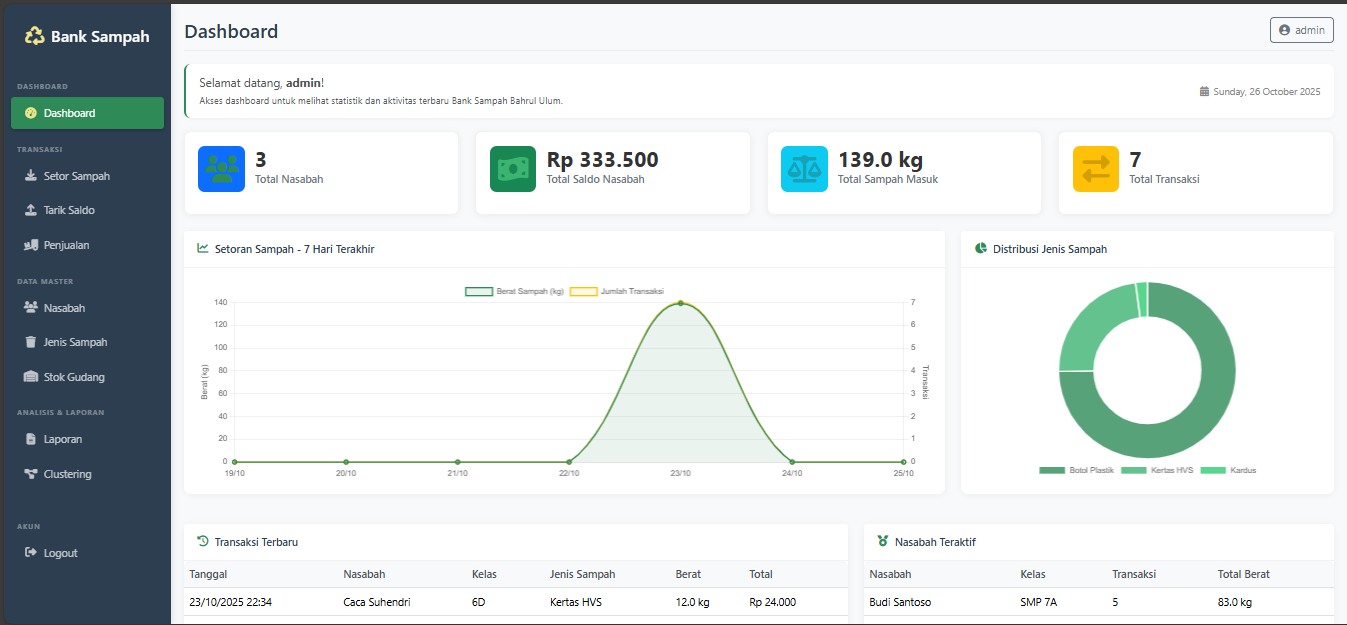 Bank Sampah
DASHBOARD
Dashboard
TRANSAKSI
Setor Sampah
Tarik Saldo
Penjualan
DATA MASTER
Nasabah
Jenis Sampah
Stok Gudang
ANALISIS & LAPORAN
Laporan
Clustering
AKUN
Logout
Dashboard
admin
Selamat datang, admin!
Akses dashboard untuk melihat statistik dan aktivitas terbaru Bank Sampah Bahrul Ulum.
Sunday, 26 October 2025
3
Total Nasabah
Rp 333.500
Total Saldo Nasabah
139.0 kg
Total Sampah Masuk
7
Total Transaksi
Setoran Sampah - 7 Hari Terakhir
Berat Sampah (kg) Jumlah Transaksi
Berat (kg)
140
120
100
80
60
40
20
0
7
6
5
4
3
2
1
0
Transaksi
19/10 20/10 21/10 22/10 23/10 24/10 25/10
Distribusi Jenis Sampah
Botol Plastik Kertas HVS Kardus
Transaksi Terbaru
Tanggal Nasabah Kelas Jenis Sampah Berat Total
23/10/2025 22:34 Caca Suhendri 6D Kertas HVS 12.0 kg Rp 24.000
Nasabah Teraktif
Nasabah Kelas Transaksi Total Berat
Budi Santoso SMP 7A 5 83.0 kg